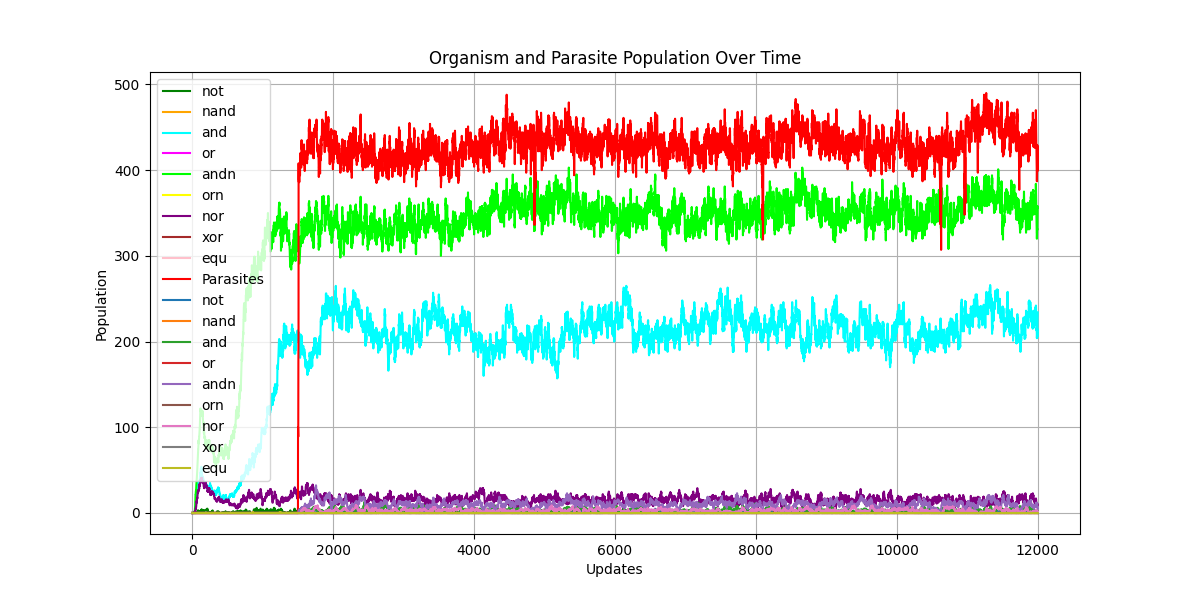 Organism and Parasite Population Over Time
500
400
300
200
100
0
Population
not
nand
and
or
andn
orn
nor
xor
equ
Parasites
not
nand
and
or
andn
orn
nor
xor
equ
0 2000 4000 6000 8000 10000 12000
Updates